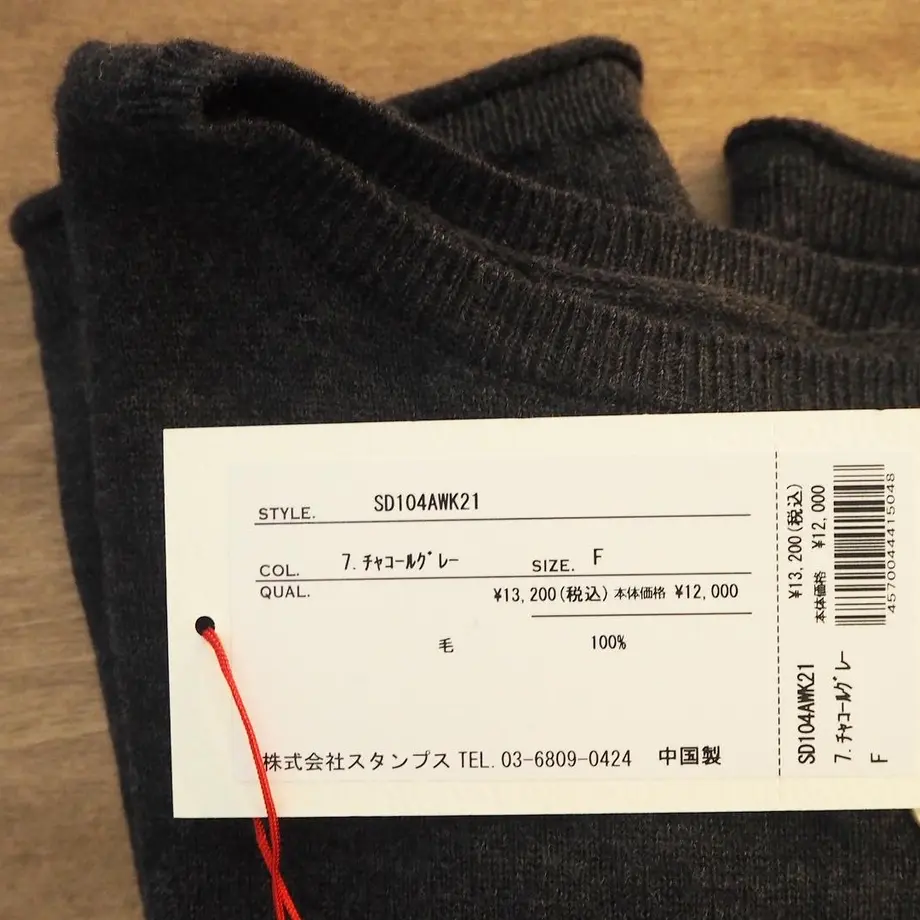 STYLE. SD104AWK21
COL. 7. ﾁｬｺｰﾙｸﾞﾚｰ SIZE. F
QUAL. ¥13,200(税込) 本体価格 ¥12,000
毛 100%
株式会社スタンプス TEL. 03-6809-0424 中国製
¥13,200(税込)
本体価格 ¥12,000
4570044415048
SD104AWK21
7. ﾁｬｺｰﾙｸﾞﾚｰ
F